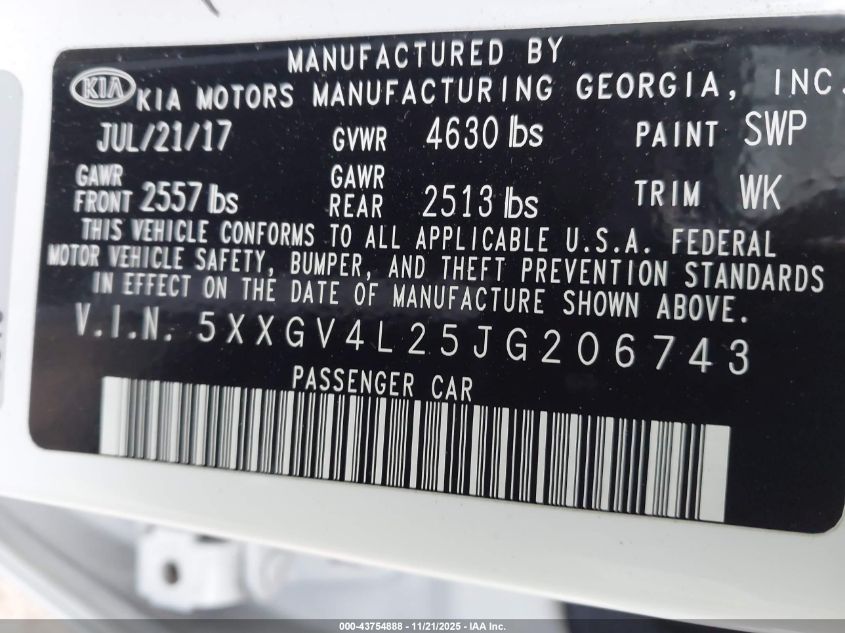 MANUFACTURED BY
KIA KIA MOTORS MANUFACTURING GEORGIA, INC.
JUL/21/17 GVWR 4630 lbs PAINT SWP
GAWR FRONT 2557 lbs GAWR REAR 2513 lbs TRIM WK
THIS VEHICLE CONFORMS TO ALL APPLICABLE U.S.A. FEDERAL
MOTOR VEHICLE SAFETY, BUMPER, AND THEFT PREVENTION STANDARDS
IN EFFECT ON THE DATE OF MANUFACTURE SHOWN ABOVE.
V.I.N. 5XXGV4L25JG206743
PASSENGER CAR
000-43754888 - 11/21/2025 - IAA Inc.